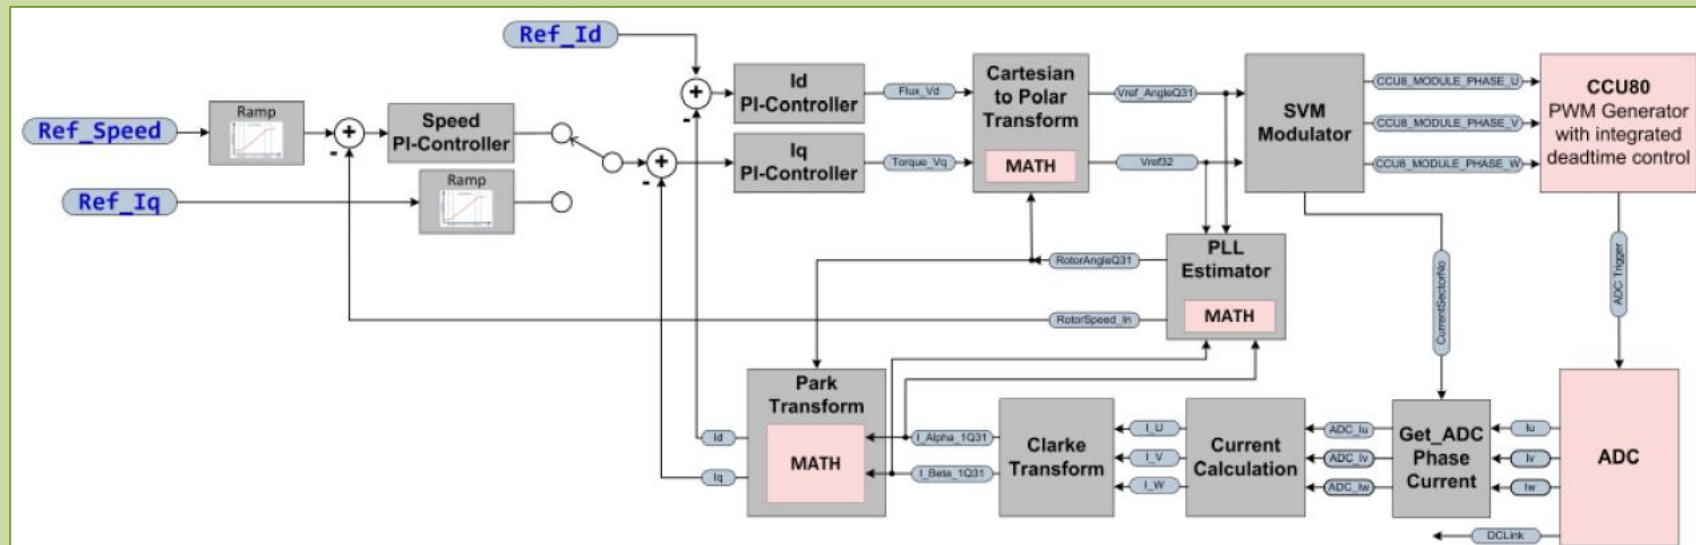 Ref_Id
Ref_Speed
Ramp
Speed
PI-Controller
Ref_Iq
Ramp
Id
PI-Controller
Iq
PI-Controller
Flux_Vd
Torque_Vq
Cartesian
to Polar
Transform
MATH
Vref_AngleQ31
Vref32
SVM
Modulator
CCU8_MODULE_PHASE_U
CCU8_MODULE_PHASE_V
CCU8_MODULE_PHASE_W
CCU80
PWM Generator
with integrated
deadtime control
PLL
Estimator
MATH
RotorAngleQ31
RotorSpeed_In
CurrentSectorNo
ADC Trigger
Park
Transform
MATH
Id
Iq
I_Alpha_1Q31
I_Beta_1Q31
Clarke
Transform
I_U
I_V
I_W
Current
Calculation
ADC_Iu
ADC_Iv
ADC_Iw
Get_ADC
Phase
Current
Iu
Iv
Iw
ADC
DCLink